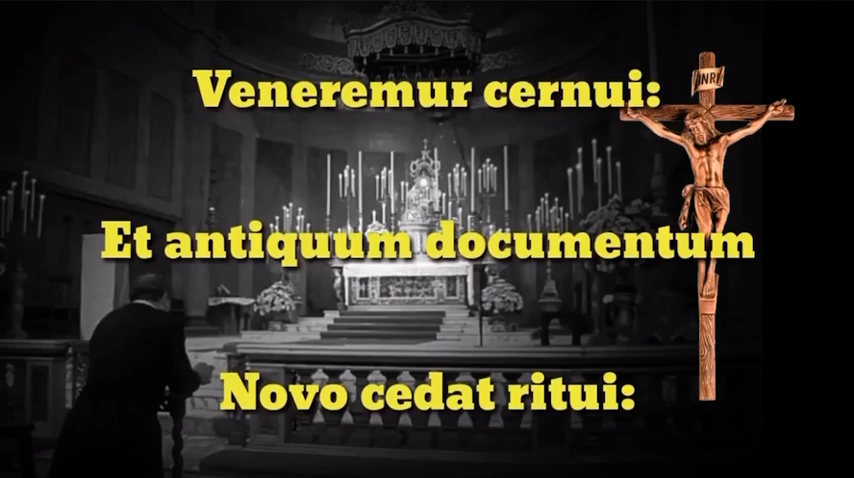 Veneremur cernui:
INRI
Et antiquum documentum
Novo cedat ritui: